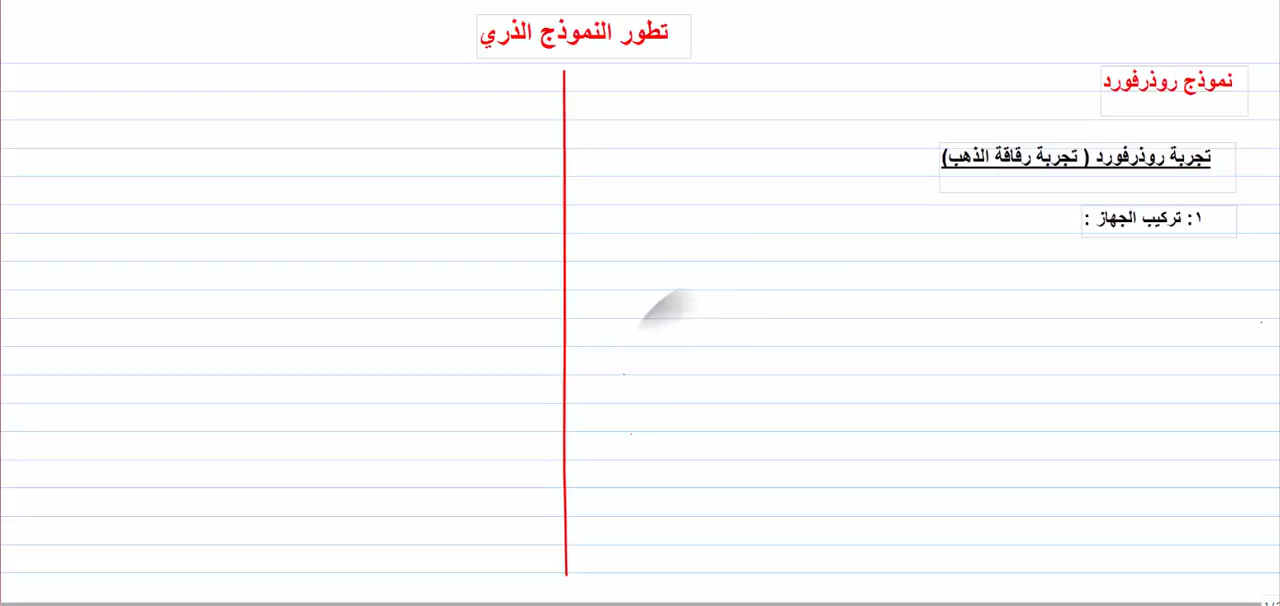 تطور النموذج الذري
نموذج روذرفورد
تجربة روذرفورد ( تجربة رقاقة الذهب)
١: تركيب الجهاز :